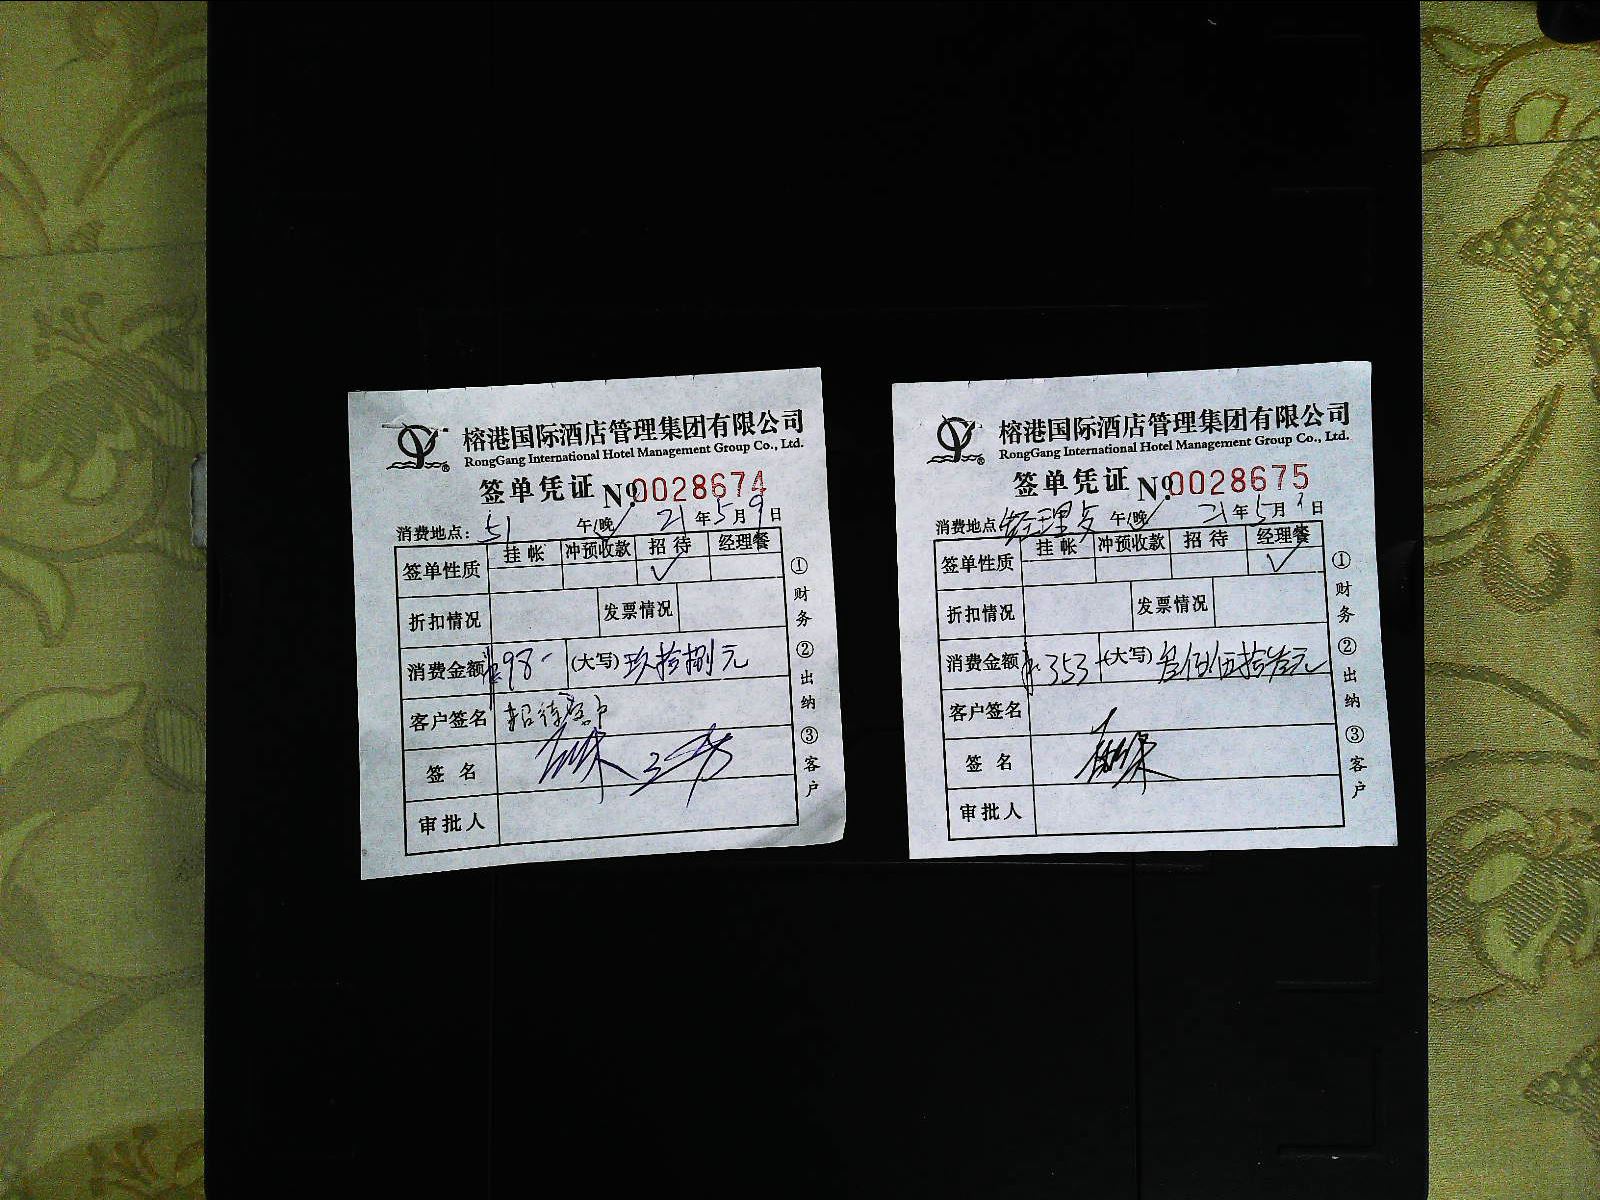 榕港国际酒店管理集团有限公司
RongGang International Hotel Management Group Co., Ltd.
签单凭证 No.0028674
消费地点：51 午/晚 21年5月9日
签单性质 挂帐 冲预收款 招待 经理餐
折扣情况 发票情况
消费金额 98- (大写) 玖拾捌元
客户签名 招待客户
签名
审批人
①财务 ②出纳 ③客户
榕港国际酒店管理集团有限公司
RongGang International Hotel Management Group Co., Ltd.
签单凭证 No.0028675
消费地点 经理 午/晚 21年5月 日
签单性质 挂帐 冲预收款 招待 经理餐
折扣情况 发票情况
消费金额 353 (大写) 叁佰伍拾叁元
客户签名
签名
审批人
①财务 ②出纳 ③客户